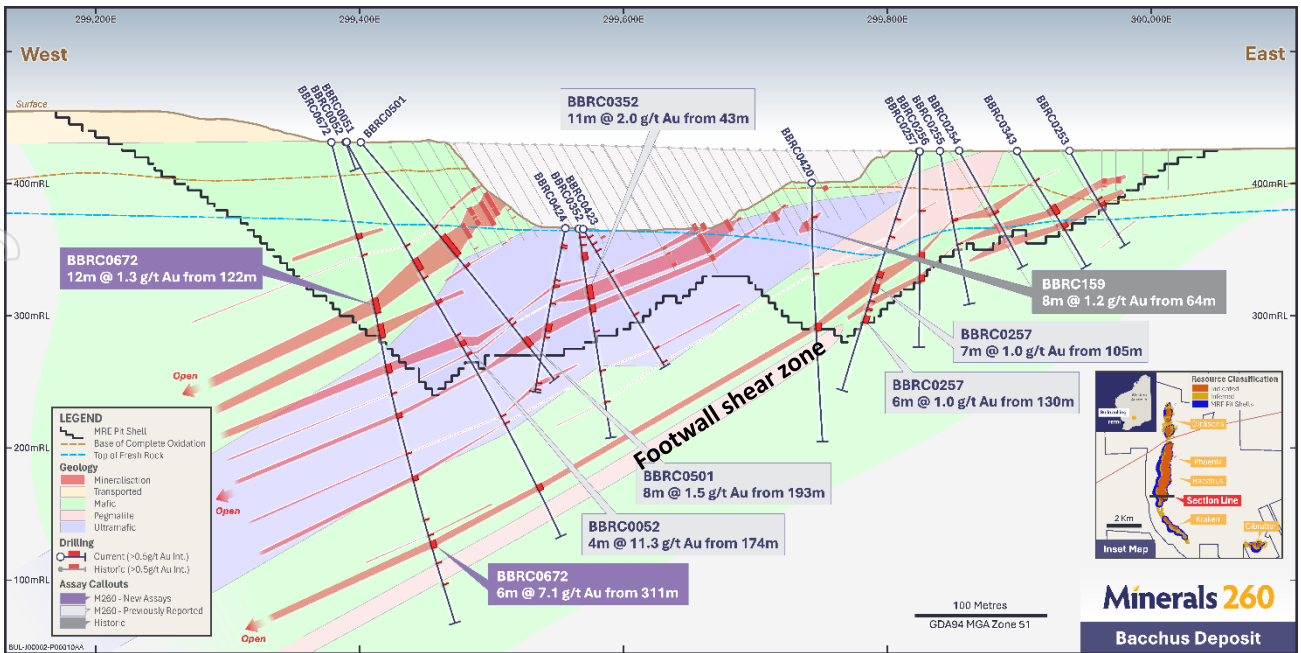 299,200E
299,400E
299,600E
299,800E
300,000E
West
East
Surface
BBRC0672
BBRC0052
BBRC0051
BBRC0501
BBRC0352
11m @ 2.0 g/t Au from 43m
BBRC0424
BBRC0352
BBRC0423
BBRC0420
BBRC0257
BBRC0256
BBRC0255
BBRC0254
BBRC0343
BBRC0253
400mRL
400mRL
300mRL
300mRL
200mRL
100mRL
BBRC0672
12m @ 1.3 g/t Au from 122m
BBRC159
8m @ 1.2 g/t Au from 64m
BBRC0257
7m @ 1.0 g/t Au from 105m
BBRC0257
6m @ 1.0 g/t Au from 130m
Footwall shear zone
BBRC0501
8m @ 1.5 g/t Au from 193m
BBRC0052
4m @ 11.3 g/t Au from 174m
BBRC0672
6m @ 7.1 g/t Au from 311m
Open
Open
Open
LEGEND
MRE Pit Shell
Base of Complete Oxidation
Top of Fresh Rock
Geology
Mineralisation
Transported
Mafic
Pegmatite
Ultramafic
Drilling
Current (>0.5g/t Au Int.)
Historic (>0.5g/t Au Int.)
Assay Callouts
M260 - New Assays
M260 - Previously Reported
Historic
BUL-J00002-P00010AA
100 Metres
GDA94 MGA Zone 51
Resource Classification
Indicated
Inferred
MRE Pit Shells
PERTH
Dicksons
Phoenix
Bacchus
Section Line
Kraken
Gibraltar
2 Km
Inset Map
Minerals 260
Bacchus Deposit